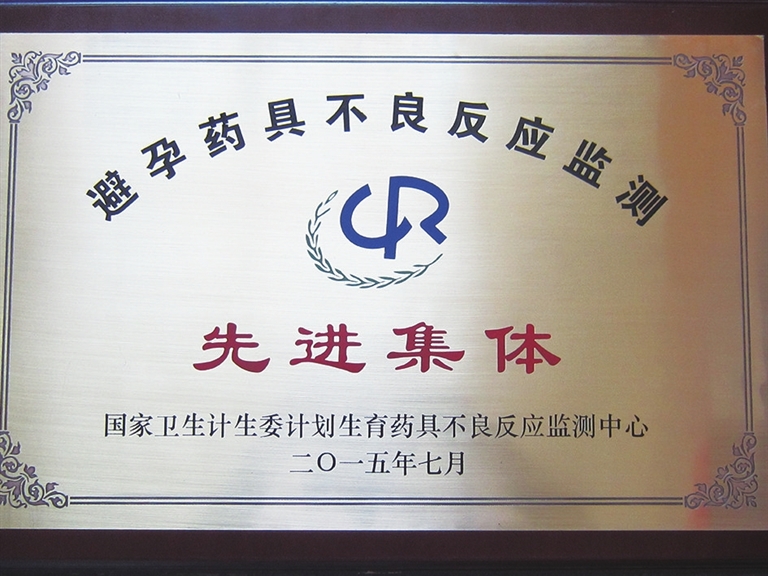 避孕药具不良反应监测
先进集体
国家卫生计生委计划生育药具不良反应监测中心
二〇一五年七月